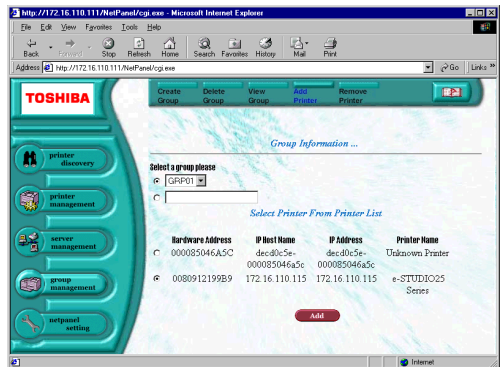 http://172.16.110.111/NetPanel/cgi.exe - Microsoft Internet Explorer
File Edit View Favorites Tools Help
Back Forward Stop Refresh Home Search Favorites History Mail Print
Address http://172.16.110.111/NetPanel/cgi.exe Go Links »
TOSHIBA
Create Group Delete Group View Group Add Printer Remove Printer
Group Information ...
printer discovery
Select a group please
GRP01
printer management
Select Printer From Printer List
server management
Hardware Address IP Host Name IP Address Printer Name
000085046A5C decd0c5e-000085046a5c decd0c5e-000085046a5c Unknown Printer
group management
0080912199B9 172.16.110.115 172.16.110.115 e-STUDIO25 Series
netpanel setting
Add
Internet